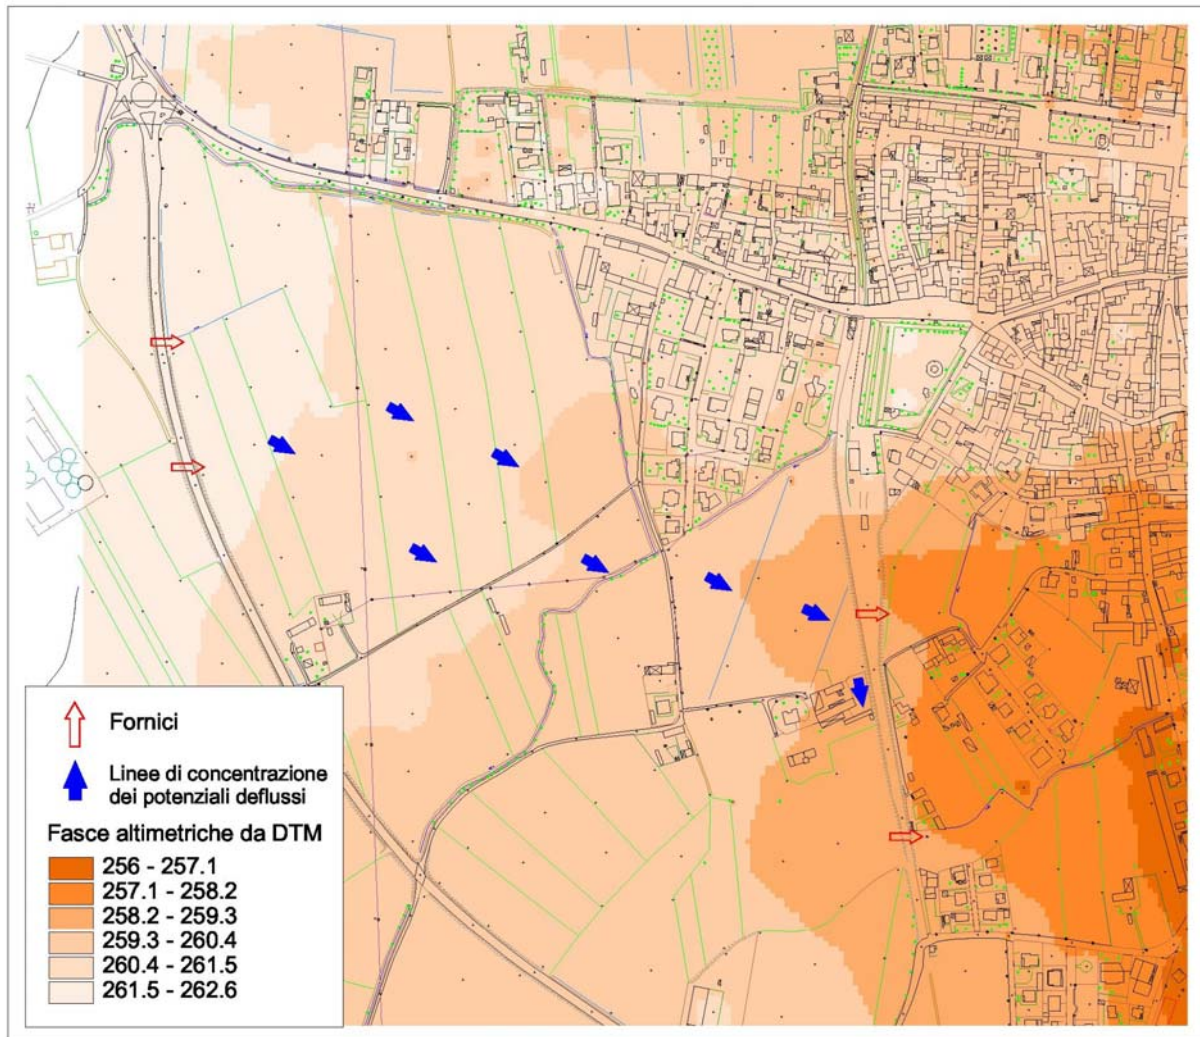 Fornici
Linee di concentrazione
dei potenziali deflussi
Fasce altimetriche da DTM
256 - 257.1
257.1 - 258.2
258.2 - 259.3
259.3 - 260.4
260.4 - 261.5
261.5 - 262.6